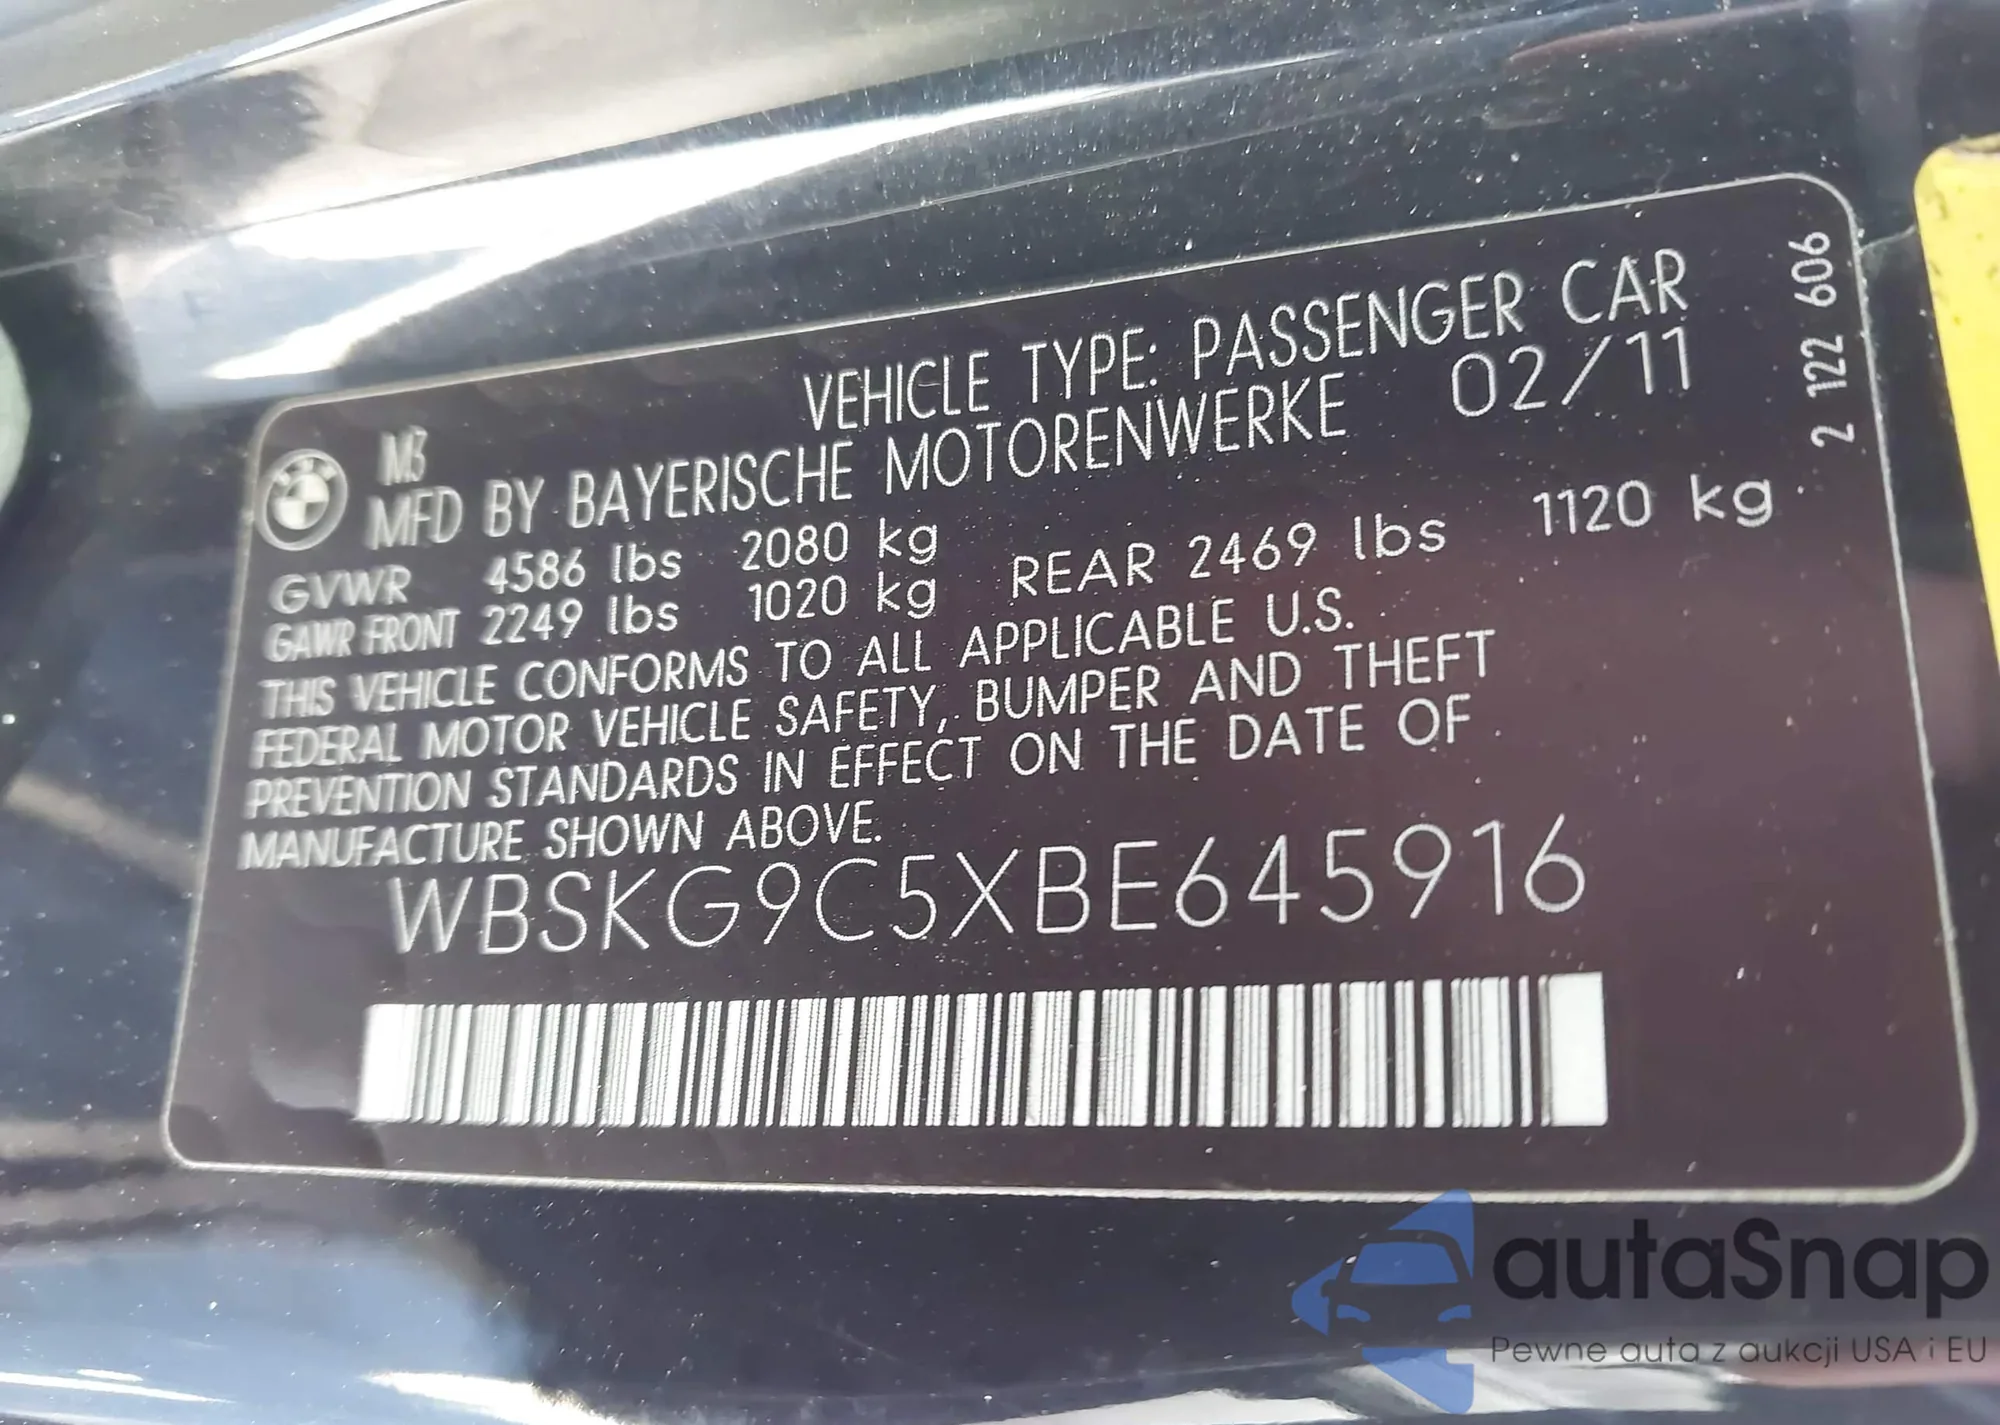 VEHICLE TYPE: PASSENGER CAR
M3
MFD BY BAYERISCHE MOTORENWERKE 02/11
GVWR 4586 lbs 2080 kg
GAWR FRONT 2249 lbs 1020 kg REAR 2469 lbs 1120 kg
THIS VEHICLE CONFORMS TO ALL APPLICABLE U.S.
FEDERAL MOTOR VEHICLE SAFETY, BUMPER AND THEFT
PREVENTION STANDARDS IN EFFECT ON THE DATE OF
MANUFACTURE SHOWN ABOVE.
WBSKG9C5XBE645916
2 122 606
autaSnap
Pewne auta z aukcji USA i EU